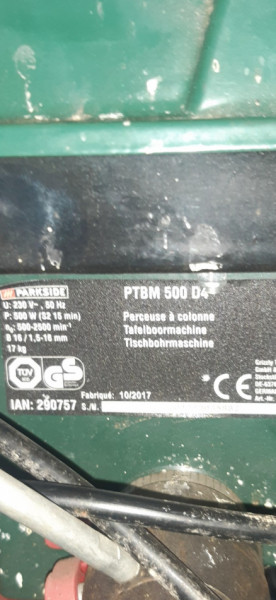 PARKSIDE
PTBM 500 D4
U: 230 V~, 50 Hz
P: 500 W (S2 15 min)
n₀: 500-2500 min⁻¹
B 16 / 1,5-16 mm
17 kg
Perceuse à colonne
Tafelboormachine
Tischbohrmaschine
TÜV
GS
CE
Fabriqué: 10/2017
IAN: 290757 S./N.